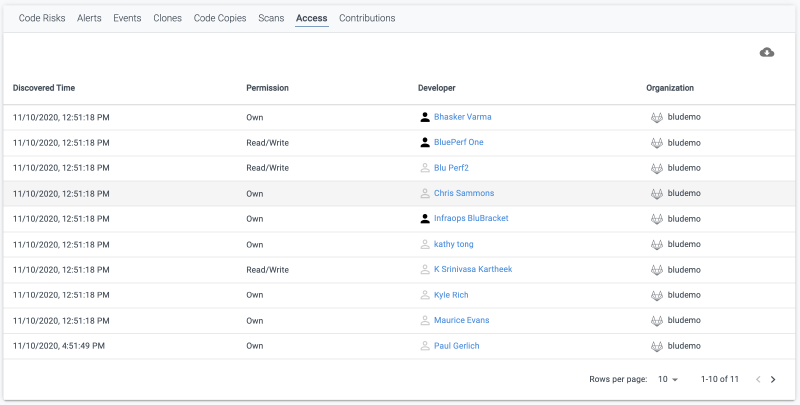 Code Risks Alerts Events Clones Code Copies Scans Access Contributions
Discovered Time Permission Developer Organization
11/10/2020, 12:51:18 PM Own Bhasker Varma bludemo
11/10/2020, 12:51:18 PM Read/Write BluePerf One bludemo
11/10/2020, 12:51:18 PM Read/Write Blu Perf2 bludemo
11/10/2020, 12:51:18 PM Own Chris Sammons bludemo
11/10/2020, 12:51:18 PM Own Infraops BluBracket bludemo
11/10/2020, 12:51:18 PM Own kathy tong bludemo
11/10/2020, 12:51:18 PM Read/Write K Srinivasa Kartheek bludemo
11/10/2020, 12:51:18 PM Own Kyle Rich bludemo
11/10/2020, 12:51:18 PM Own Maurice Evans bludemo
11/10/2020, 4:51:49 PM Own Paul Gerlich bludemo
Rows per page: 10 1-10 of 11